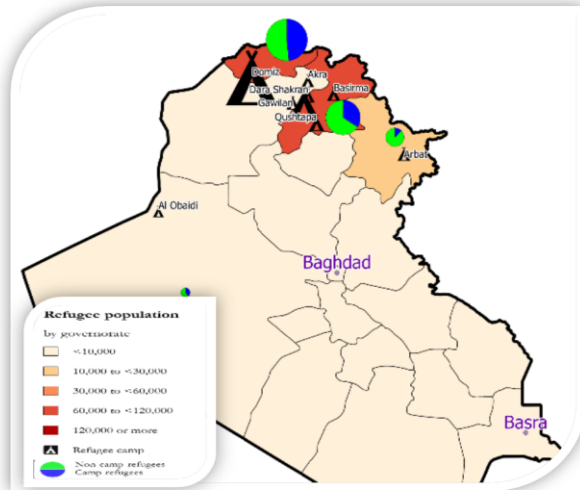 Domiz
Akra
Dara Shakran
Basirma
Gawilan
Qushtapa
Arbat
Al Obaidi
Baghdad
Basra
Refugee population
by governorate
<10,000
10,000 to <30,000
30,000 to <60,000
60,000 to <120,000
120,000 or more
Refugee camp
Non camp refugees
Camp refugees